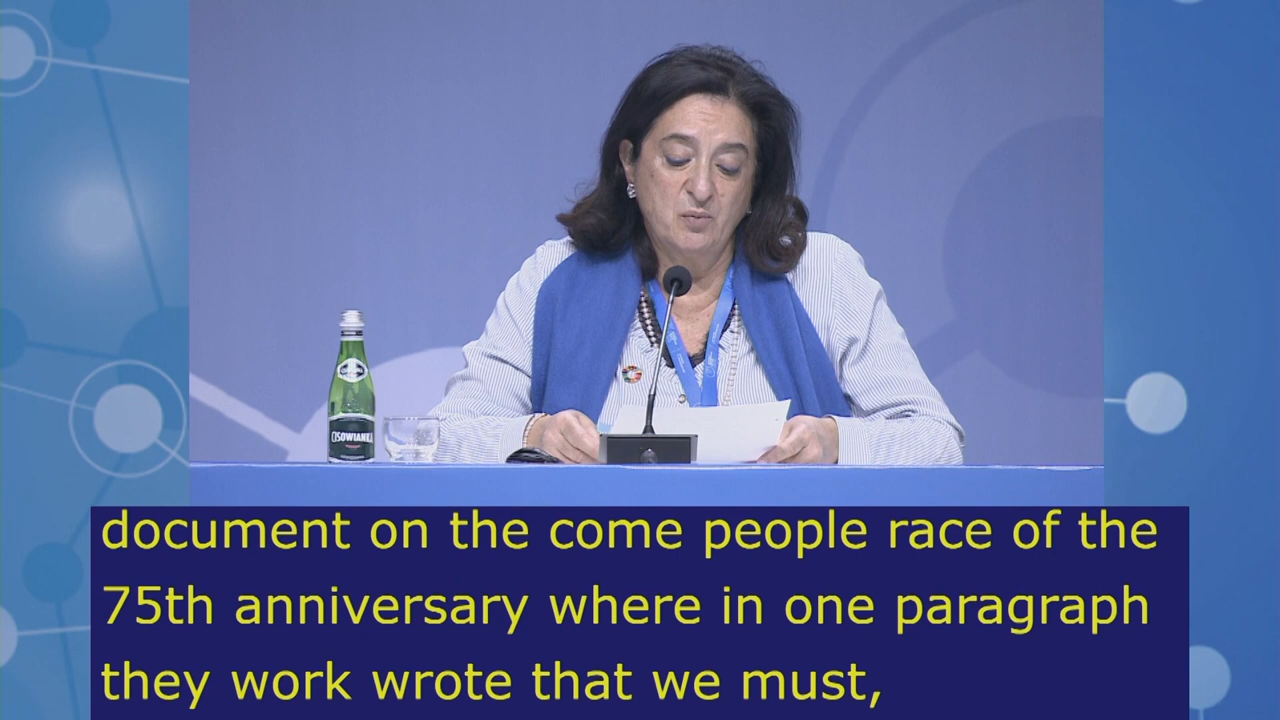 CISOWIANKA
document on the come people race of the
75th anniversary where in one paragraph
they work wrote that we must,